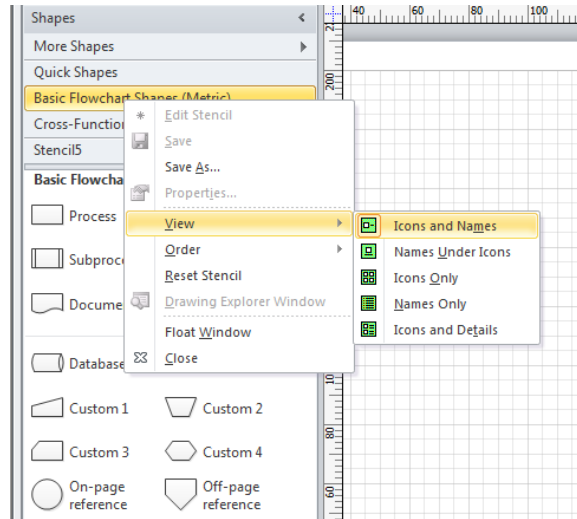 Shapes
More Shapes
Quick Shapes
Basic Flowchart Shapes (Metric)
Cross-Function
Stencil5
Basic Flowcha
Process
Subproc
Docume
Database
Custom 1
Custom 2
Custom 3
Custom 4
On-page
reference
Off-page
reference
Edit Stencil
Save
Save As...
Properties...
View
Order
Reset Stencil
Drawing Explorer Window
Float Window
Close
Icons and Names
Names Under Icons
Icons Only
Names Only
Icons and Details
40
60
80
100
200
80
60